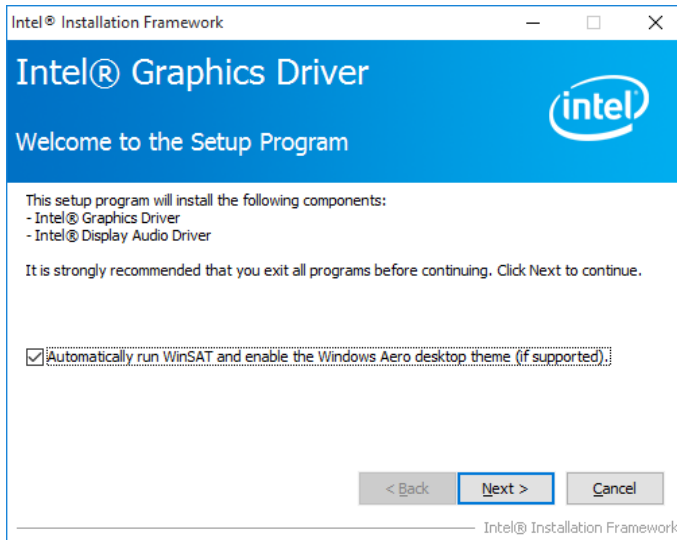 Intel® Installation Framework
Intel® Graphics Driver
intel
Welcome to the Setup Program
This setup program will install the following components:
- Intel® Graphics Driver
- Intel® Display Audio Driver
It is strongly recommended that you exit all programs before continuing. Click Next to continue.
Automatically run WinSAT and enable the Windows Aero desktop theme (if supported).
< Back Next > Cancel
Intel® Installation Framework